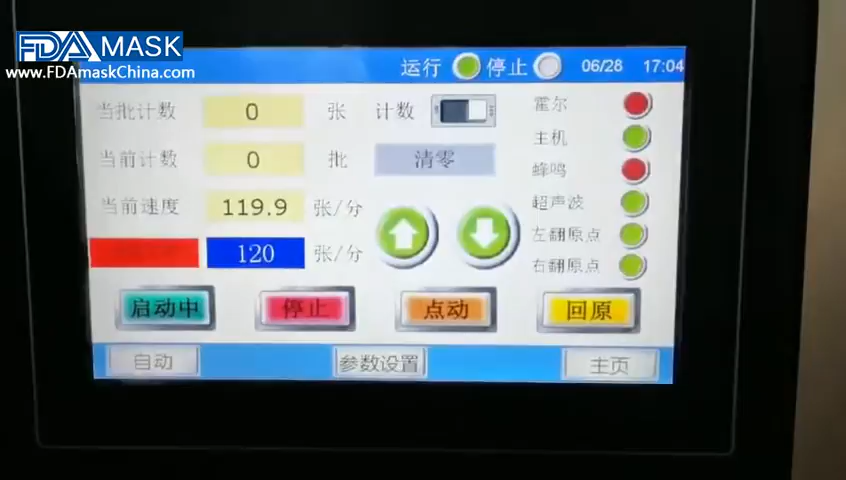 FDA MASK
www.FDAmaskChina.com
运行 停止 06/28 17:04
当批计数 0 张 计数 霍尔
主机
当前计数 0 批 清零 蜂鸣
当前速度 119.9 张/分 超声波
左翻原点
120 张/分 右翻原点
启动中 停止 点动 回原
自动 参数设置 主页